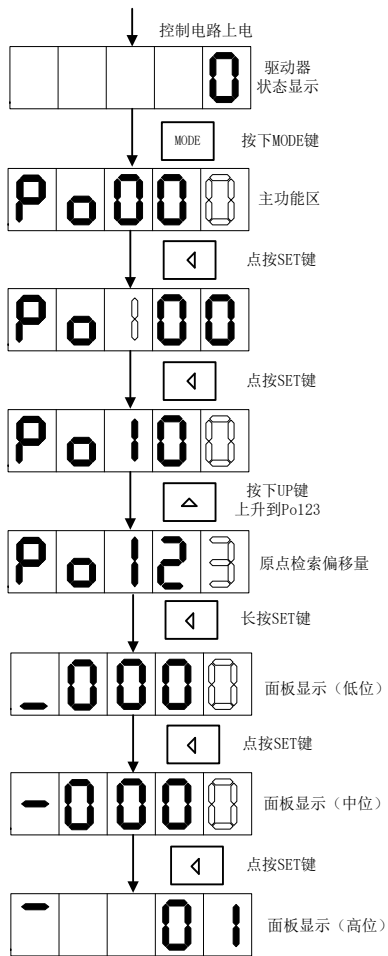 控制电路上电
0
驱动器
状态显示
MODE
按下MODE键
Po000
主功能区
点按SET键
Po100
点按SET键
Po100
按下UP键
上升到Po123
Po123
原点检索偏移量
长按SET键
_0000
面板显示（低位）
点按SET键
-0000
面板显示（中位）
点按SET键
‾ 01
面板显示（高位）